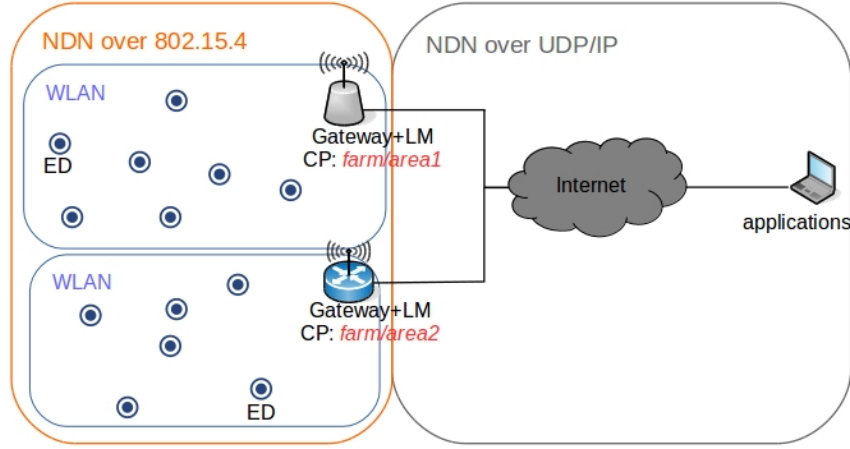 NDN over 802.15.4
NDN over UDP/IP
WLAN
ED
Gateway+LM
CP: farm/area1
Internet
applications
WLAN
Gateway+LM
CP: farm/area2
ED